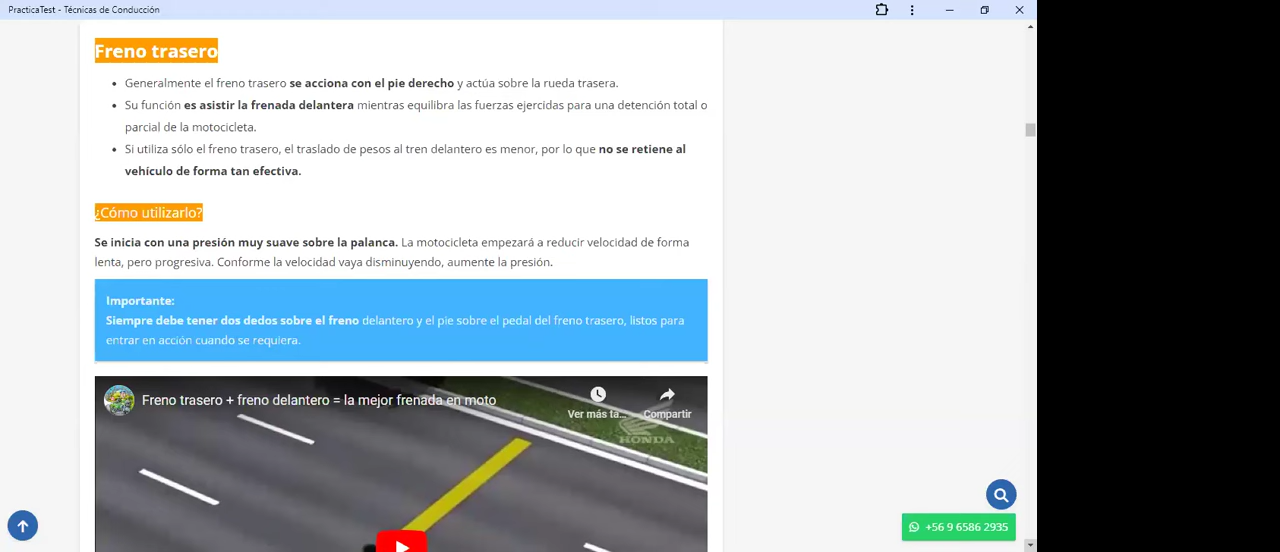 PracticaTest - Técnicas de Conducción
Freno trasero
• Generalmente el freno trasero se acciona con el pie derecho y actúa sobre la rueda trasera.
• Su función es asistir la frenada delantera mientras equilibra las fuerzas ejercidas para una detención total o
parcial de la motocicleta.
• Si utiliza sólo el freno trasero, el traslado de pesos al tren delantero es menor, por lo que no se retiene al
vehículo de forma tan efectiva.
¿Cómo utilizarlo?
Se inicia con una presión muy suave sobre la palanca. La motocicleta empezará a reducir velocidad de forma
lenta, pero progresiva. Conforme la velocidad vaya disminuyendo, aumente la presión.
Importante:
Siempre debe tener dos dedos sobre el freno delantero y el pie sobre el pedal del freno trasero, listos para
entrar en acción cuando se requiera.
Freno trasero + freno delantero = la mejor frenada en moto
Ver más ta... Compartir
HONDA
+56 9 6586 2935